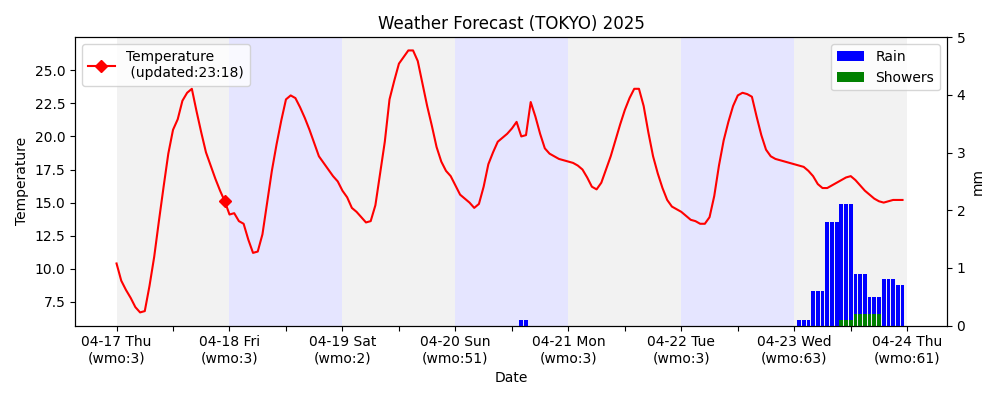 Weather Forecast (TOKYO) 2025
Temperature
(updated:23:18)
Rain
Showers
25.0
22.5
20.0
17.5
15.0
12.5
10.0
7.5
Temperature
5
4
3
2
1
0
mm
04-17 Thu
(wmo:3)
04-18 Fri
(wmo:3)
04-19 Sat
(wmo:2)
04-20 Sun
(wmo:51)
04-21 Mon
(wmo:3)
04-22 Tue
(wmo:3)
04-23 Wed
(wmo:63)
04-24 Thu
(wmo:61)
Date